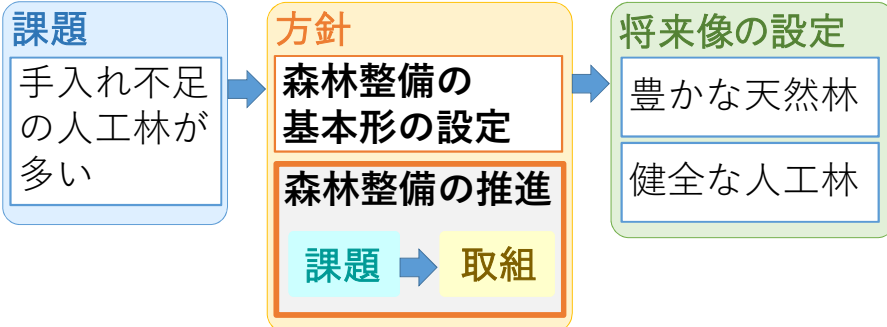 課題
手入れ不足
の人工林が
多い
方針
森林整備の
基本形の設定
森林整備の推進
課題
取組
将来像の設定
豊かな天然林
健全な人工林